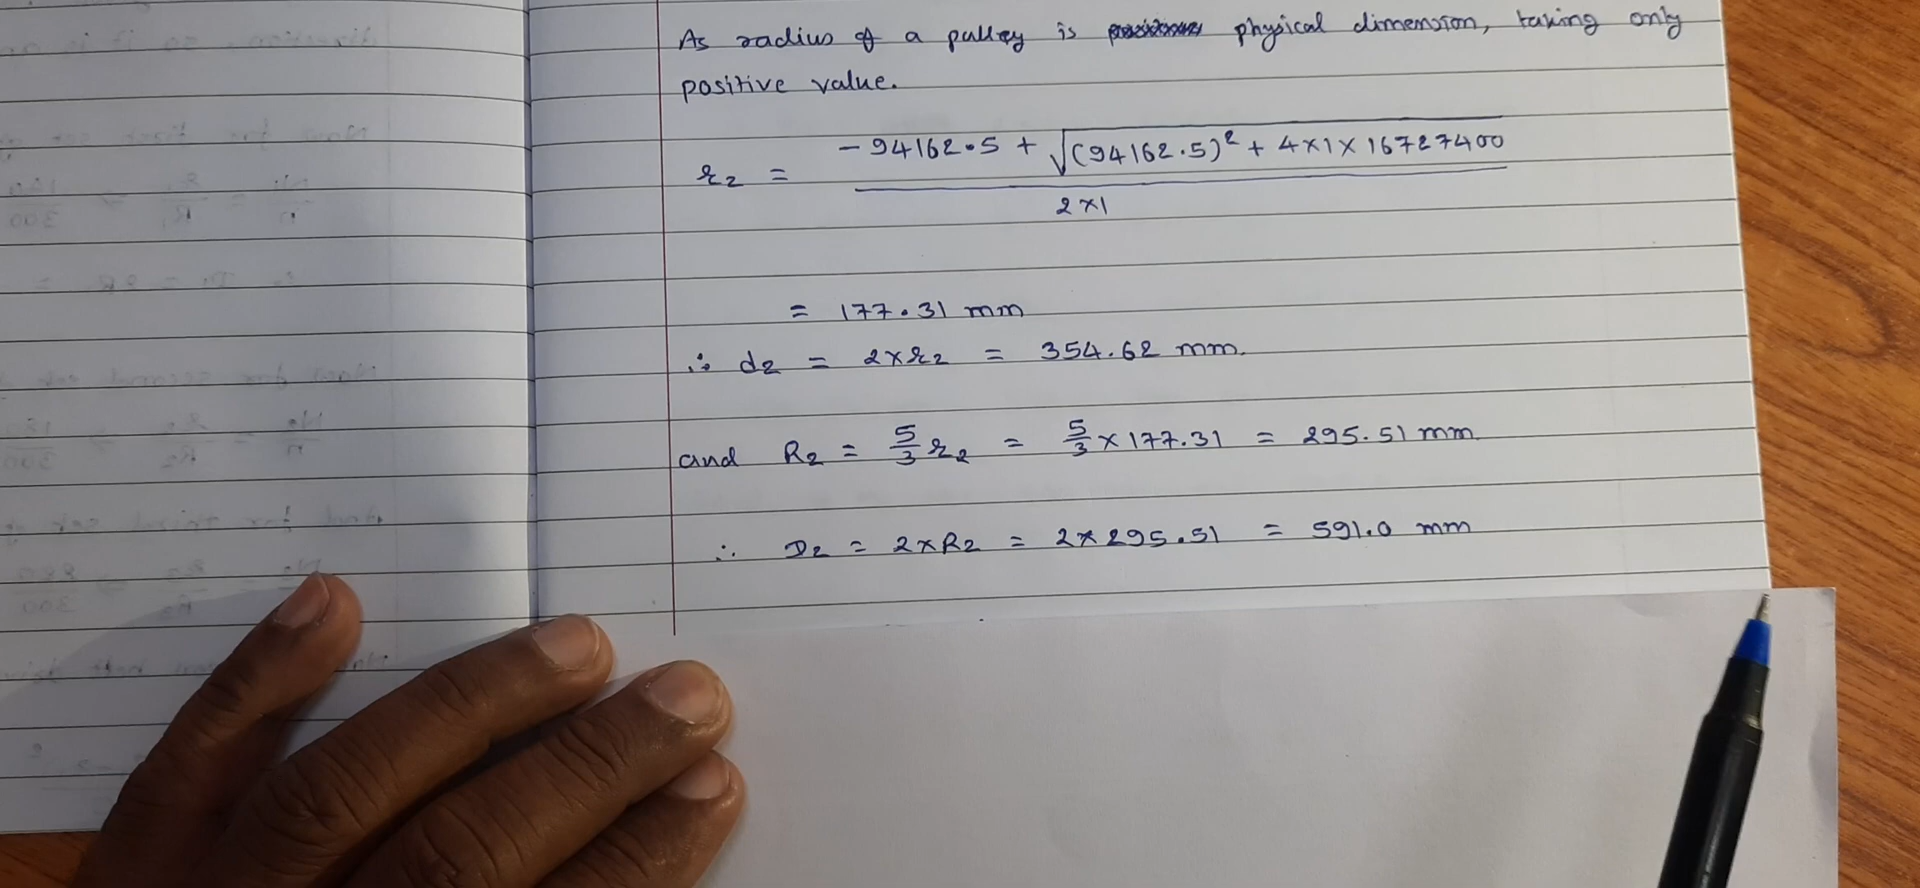 As radius of a pulley is physical dimension, taking only
positive value.
r₂ = (-94162.5 + √((94162.5)² + 4×1×16727400)) / (2×1)
= 177.31 mm
∴ d₂ = 2×r₂ = 354.62 mm.
and R₂ = 5/3 r₂ = 5/3 × 177.31 = 295.51 mm
∴ D₂ = 2×R₂ = 2×295.51 = 591.0 mm